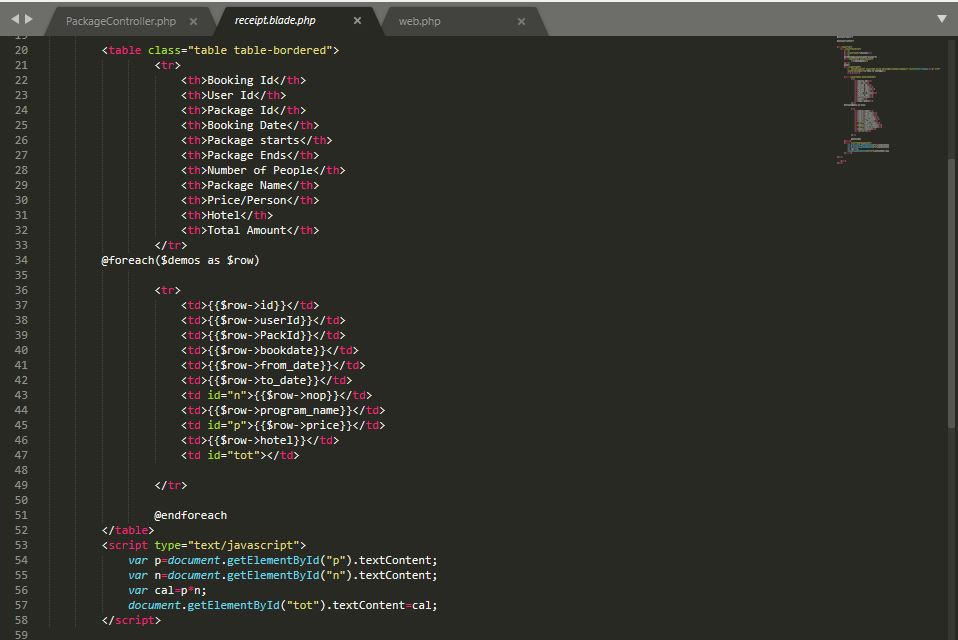 PackageController.php ×
receipt.blade.php ×
web.php ×
20 <table class="table table-bordered">
21 <tr>
22 <th>Booking Id</th>
23 <th>User Id</th>
24 <th>Package Id</th>
25 <th>Booking Date</th>
26 <th>Package starts</th>
27 <th>Package Ends</th>
28 <th>Number of People</th>
29 <th>Package Name</th>
30 <th>Price/Person</th>
31 <th>Hotel</th>
32 <th>Total Amount</th>
33 </tr>
34 @foreach($demos as $row)
35
36 <tr>
37 <td>{{$row->id}}</td>
38 <td>{{$row->userId}}</td>
39 <td>{{$row->PackId}}</td>
40 <td>{{$row->bookdate}}</td>
41 <td>{{$row->from_date}}</td>
42 <td>{{$row->to_date}}</td>
43 <td id="n">{{$row->nop}}</td>
44 <td>{{$row->program_name}}</td>
45 <td id="p">{{$row->price}}</td>
46 <td>{{$row->hotel}}</td>
47 <td id="tot"></td>
48
49 </tr>
50
51 @endforeach
52 </table>
53 <script type="text/javascript">
54 var p=document.getElementById("p").textContent;
55 var n=document.getElementById("n").textContent;
56 var cal=p*n;
57 document.getElementById("tot").textContent=cal;
58 </script>
59